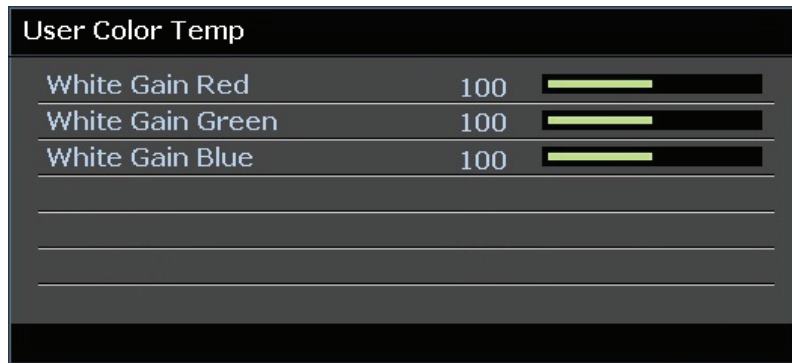 User Color Temp
White Gain Red 100
White Gain Green 100
White Gain Blue 100